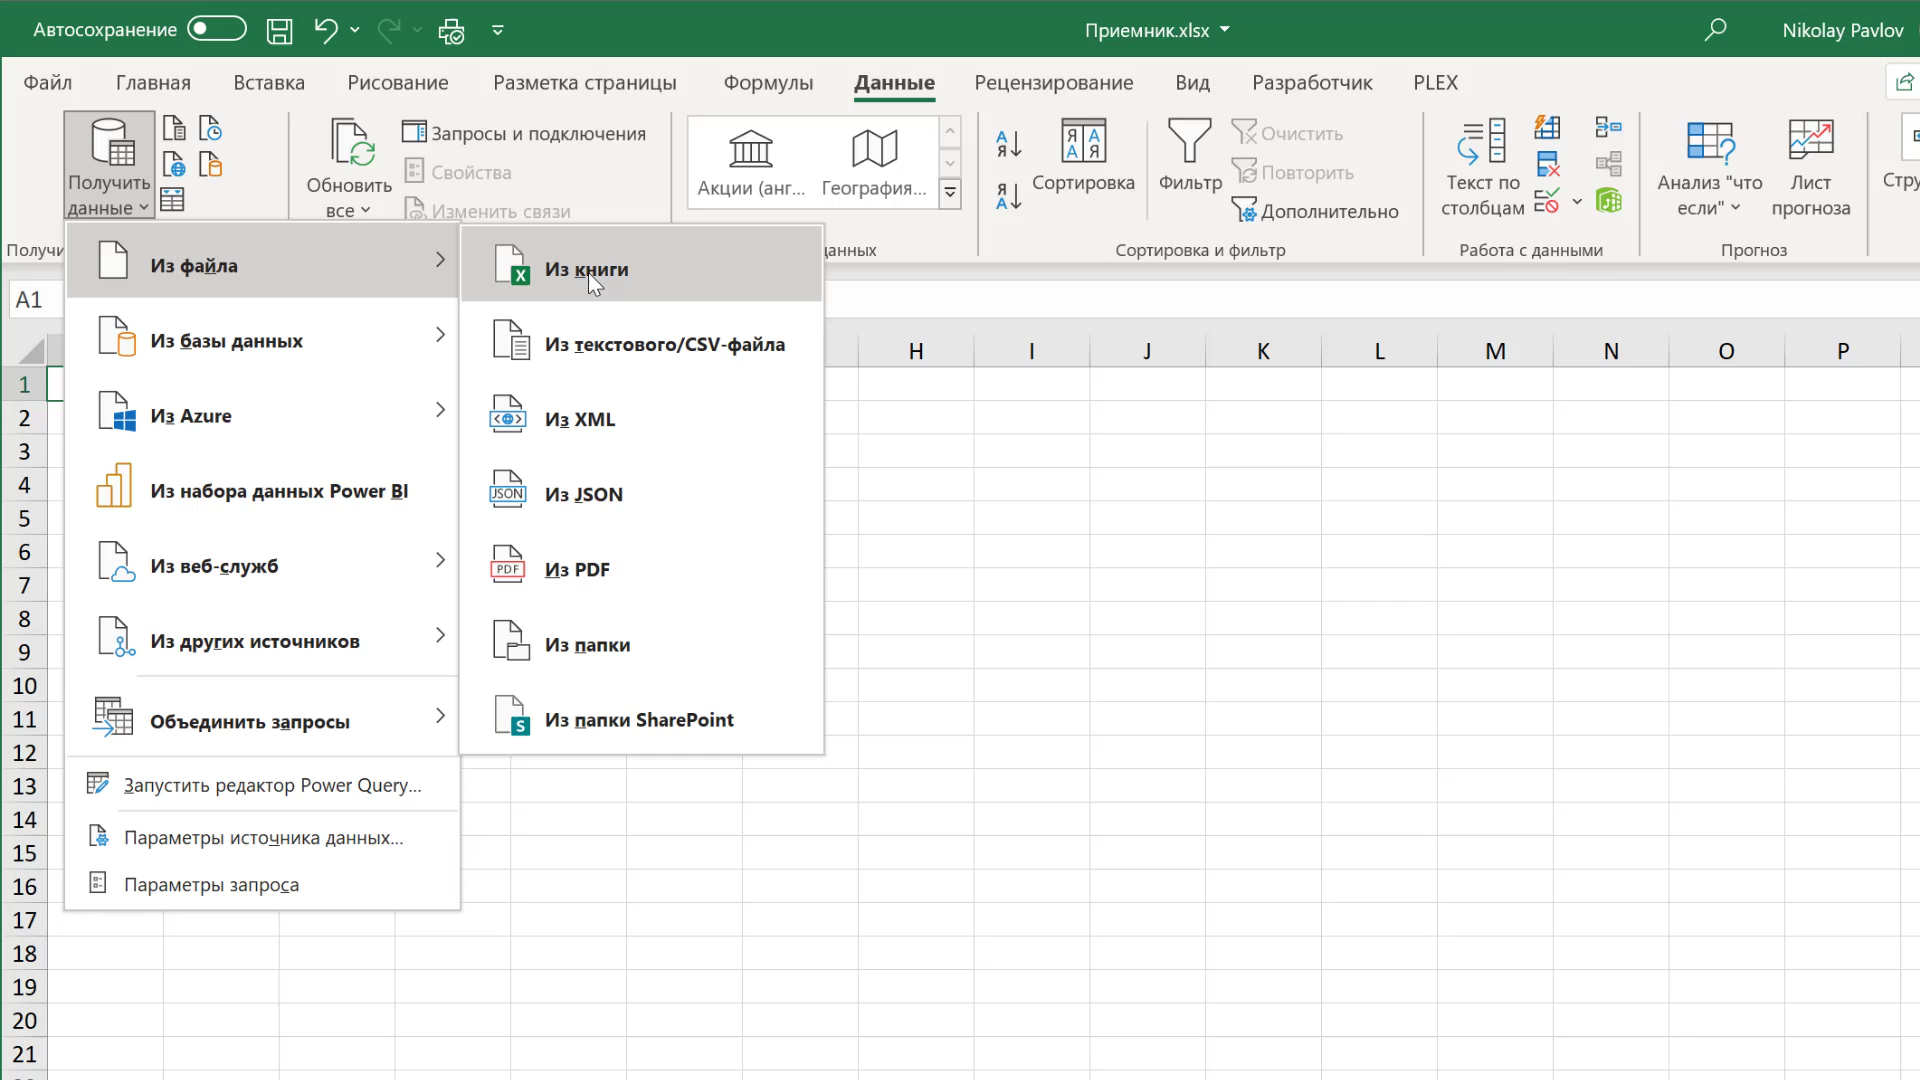 Автосохранение
Приемник.xlsx
Nikolay Pavlov
Файл Главная Вставка Рисование Разметка страницы Формулы Данные Рецензирование Вид Разработчик PLEX
Получить данные
Обновить все
Запросы и подключения
Свойства
Изменить связи
Акции (анг... География...
Сортировка
Фильтр
Очистить
Повторить
Дополнительно
Текст по столбцам
Анализ "что если"
Лист прогноза
Сортировка и фильтр
Работа с данными
Прогноз
A1
Из файла
Из базы данных
Из Azure
Из набора данных Power BI
Из веб-служб
Из других источников
Объединить запросы
Запустить редактор Power Query...
Параметры источника данных...
Параметры запроса
Из книги
Из текстового/CSV-файла
Из XML
JSON
Из JSON
PDF
Из PDF
Из папки
Из папки SharePoint
H I J K L M N O P
1
2
3
4
5
6
7
8
9
10
11
12
13
14
15
16
17
18
19
20
21